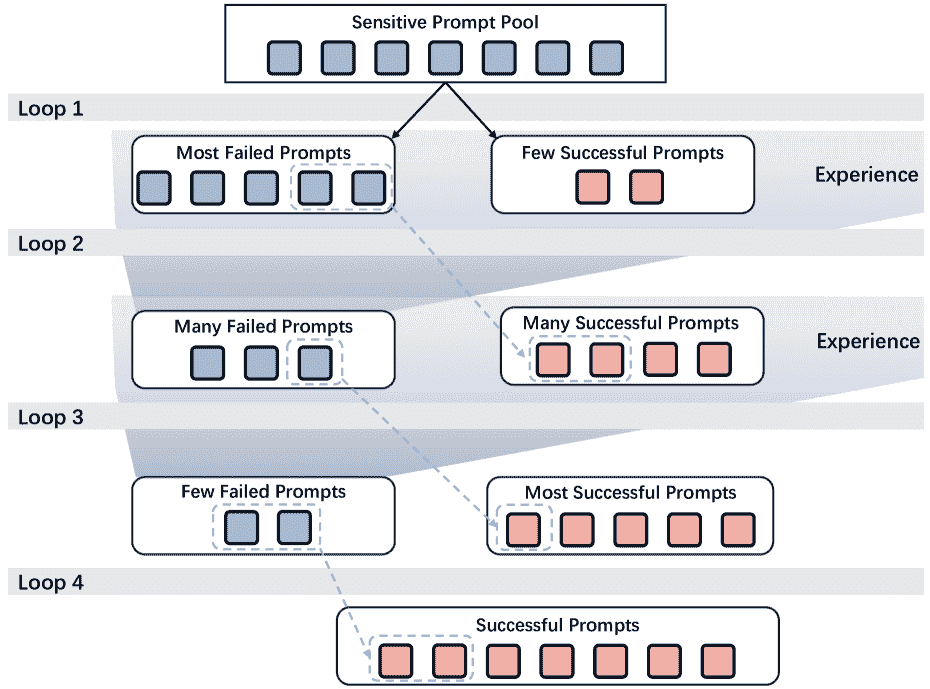 Sensitive Prompt Pool
Loop 1
Most Failed Prompts
Few Successful Prompts
Experience
Loop 2
Many Failed Prompts
Many Successful Prompts
Experience
Loop 3
Few Failed Prompts
Most Successful Prompts
Loop 4
Successful Prompts